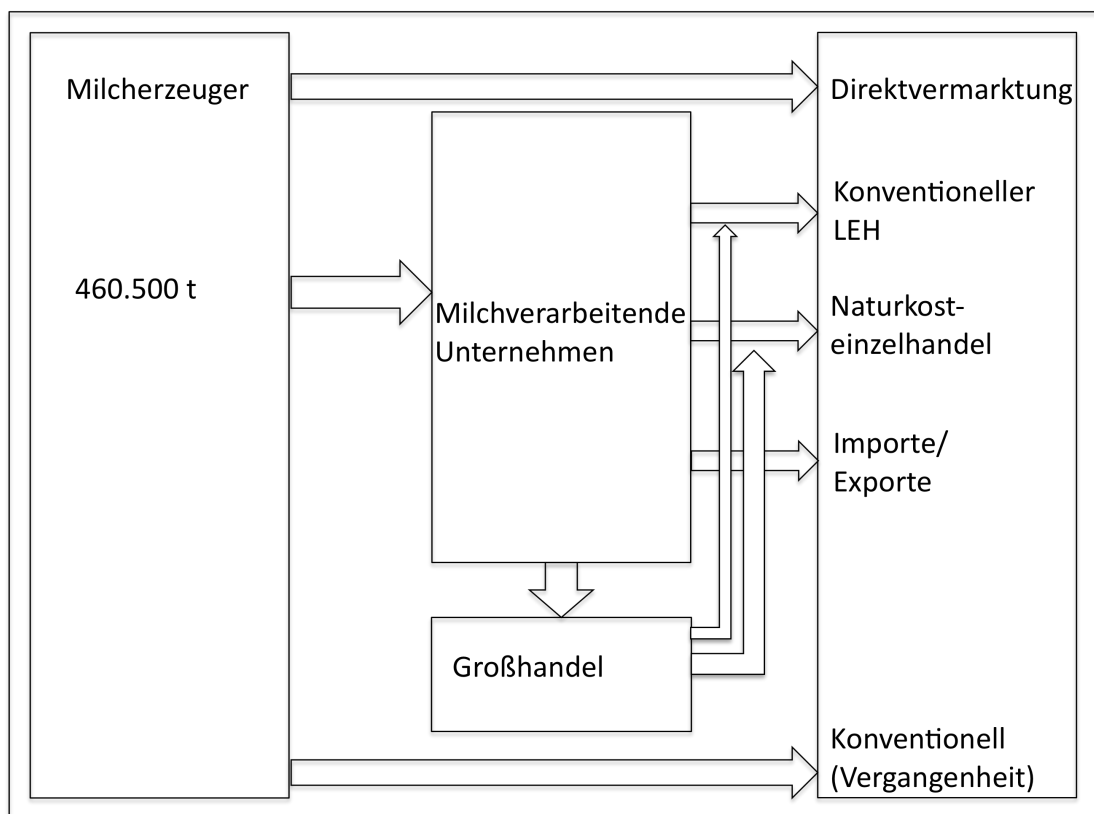 Milcherzeuger
460.500 t
Milchverarbeitende
Unternehmen
Großhandel
Direktvermarktung
Konventioneller
LEH
Naturkost-
einzelhandel
Importe/
Exporte
Konventionell
(Vergangenheit)